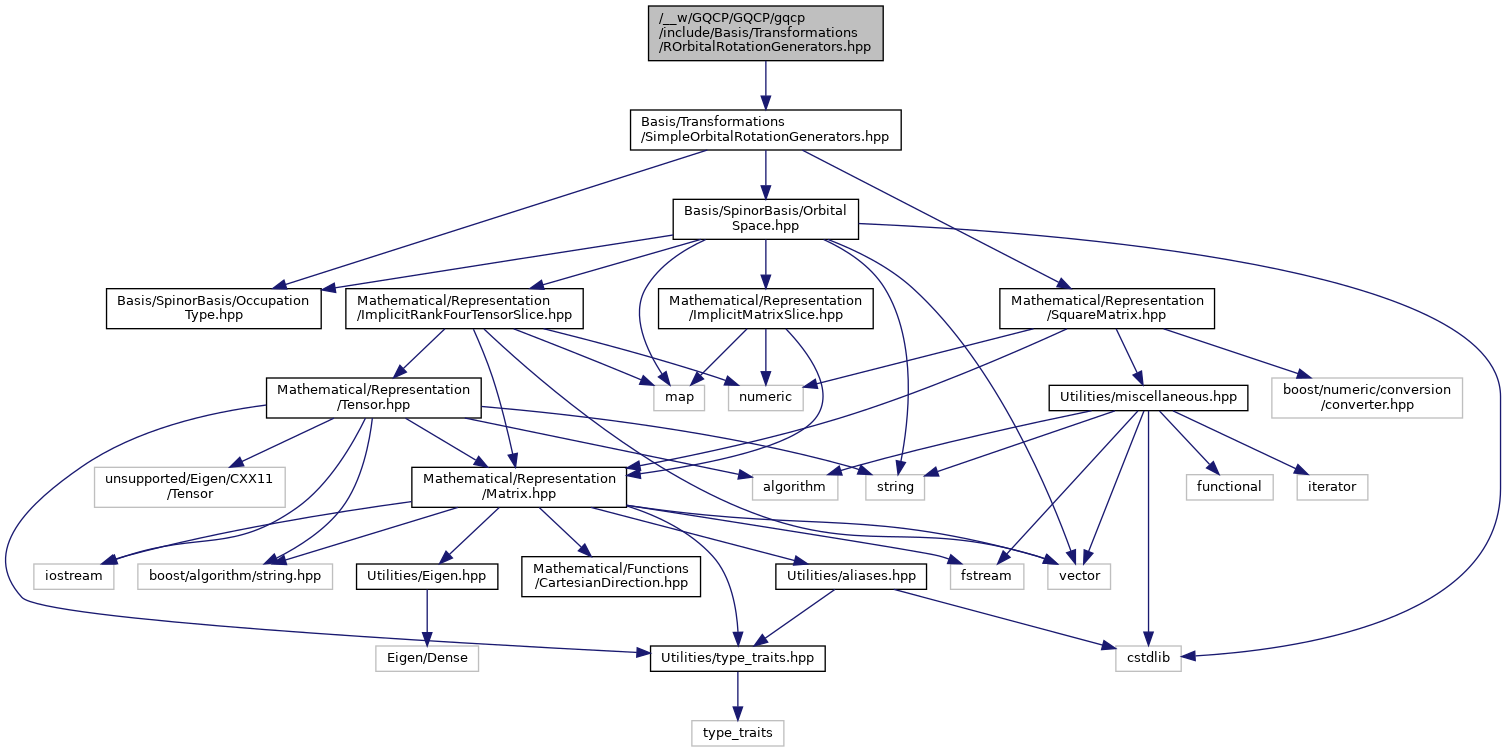 /__w/GQCP/GQCP/gqcp
/include/Basis/Transformations
/ROrbitalRotationGenerators.hpp
Basis/Transformations
/SimpleOrbitalRotationGenerators.hpp
Basis/SpinorBasis/Orbital
Space.hpp
Basis/SpinorBasis/Occupation
Type.hpp
Mathematical/Representation
/ImplicitRankFourTensorSlice.hpp
Mathematical/Representation
/ImplicitMatrixSlice.hpp
Mathematical/Representation
/SquareMatrix.hpp
Mathematical/Representation
/Tensor.hpp
map
numeric
Utilities/miscellaneous.hpp
boost/numeric/conversion
/converter.hpp
unsupported/Eigen/CXX11
/Tensor
Mathematical/Representation
/Matrix.hpp
algorithm
string
functional
iterator
iostream
boost/algorithm/string.hpp
Utilities/Eigen.hpp
Mathematical/Functions
/CartesianDirection.hpp
Utilities/aliases.hpp
fstream
vector
Eigen/Dense
Utilities/type_traits.hpp
cstdlib
type_traits